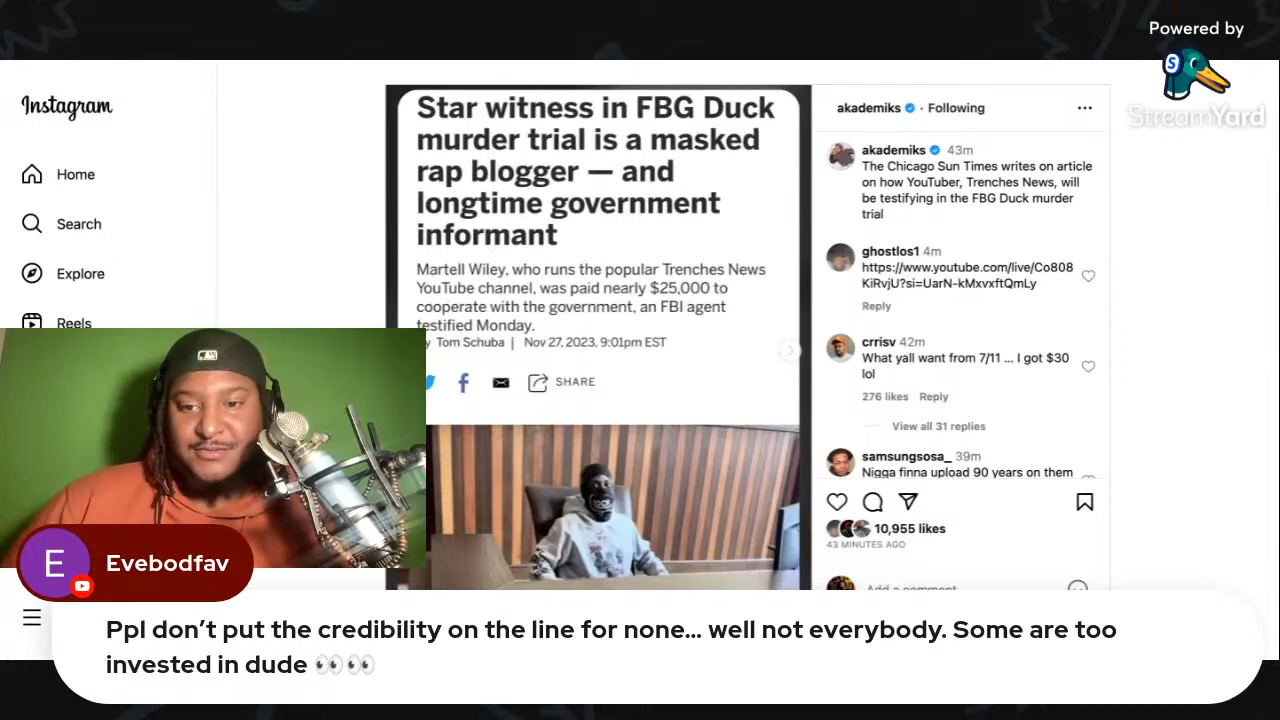 Powered by
StreamYard
Instagram
Home
Search
Explore
Reels
Star witness in FBG Duck
murder trial is a masked
rap blogger — and
longtime government
informant
Martell Wiley, who runs the popular Trenches News
YouTube channel, was paid nearly $25,000 to
cooperate with the government, an FBI agent
testified Monday.
Tom Schuba | Nov 27, 2023, 9:01pm EST
SHARE
akademiks • Following
akademiks 43m
The Chicago Sun Times writes on article
on how YouTuber, Trenches News, will
be testifying in the FBG Duck murder
trial
ghostlos1 4m
https://www.youtube.com/live/Co808
KiRvjU?si=UarN-kMxvxftQmLy
Reply
crrisv 42m
What yall want from 7/11 ... I got $30
lol
276 likes Reply
View all 31 replies
samsungsosa_ 39m
Nigga finna upload 90 years on them
10,955 likes
43 MINUTES AGO
Add a comment
E
Evebodfav
Ppl don’t put the credibility on the line for none... well not everybody. Some are too
invested in dude 👀👀